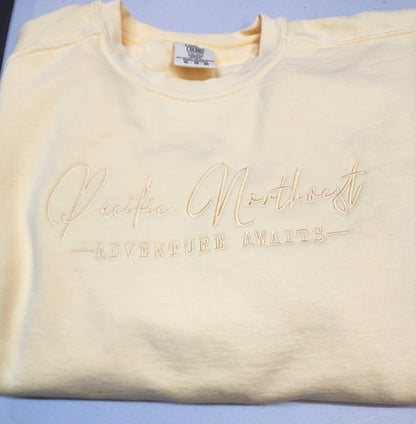 Pacific Northwest
—ADVENTURE AWAITS—